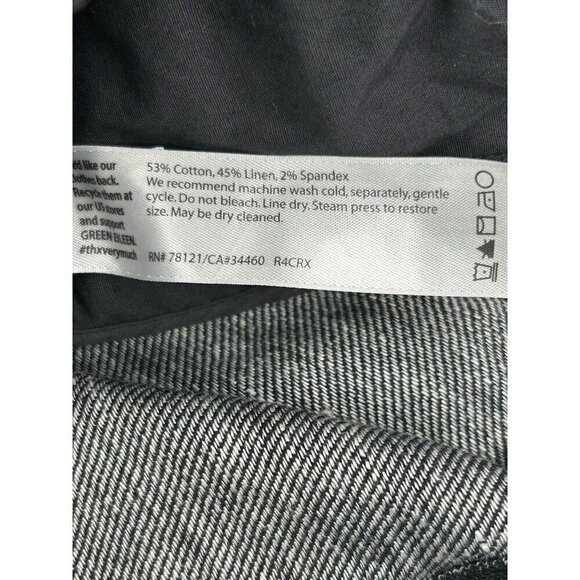 like our
clothes back.
Recycle them at
our US stores
and support
GREEN EILEEN.
#thxverymuch
53% Cotton, 45% Linen, 2% Spandex
We recommend machine wash cold, separately, gentle
cycle. Do not bleach. Line dry. Steam press to restore
size. May be dry cleaned.
RN# 78121/CA#34460 R4CRX